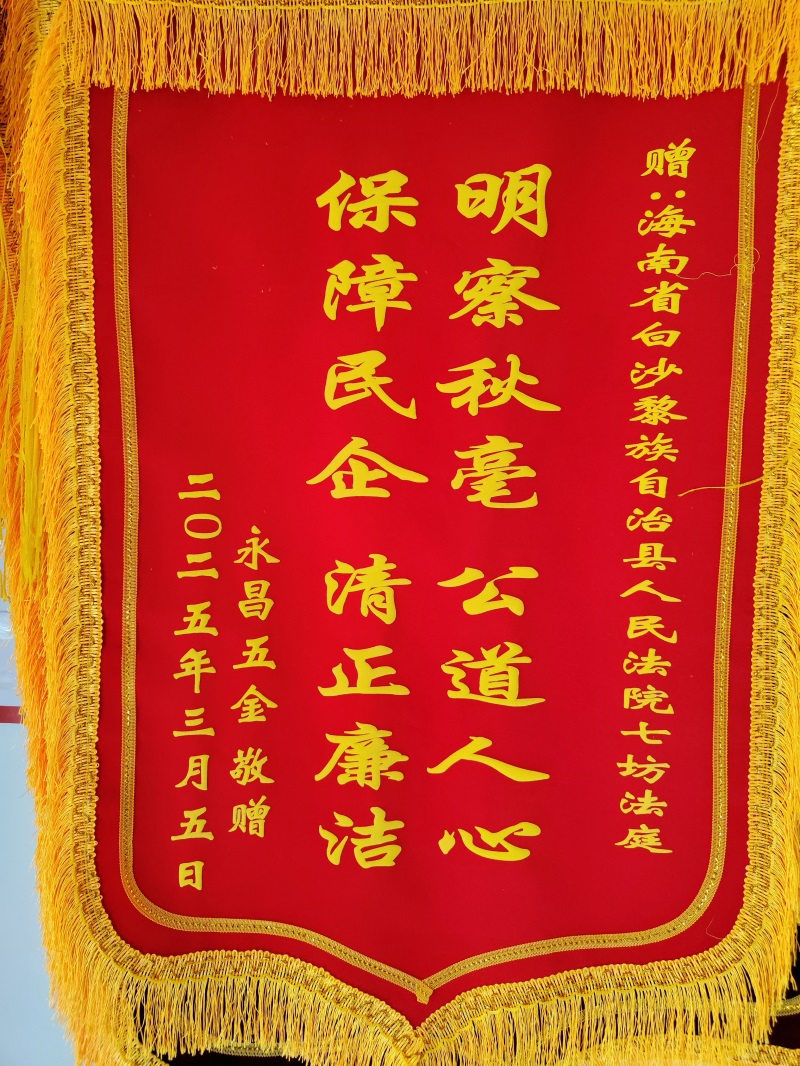 赠:海南省白沙黎族自治县人民法院七坊法庭
明察秋毫 公道人心
保障民企 清正廉洁
永昌五金 敬赠
二〇二五年三月五日